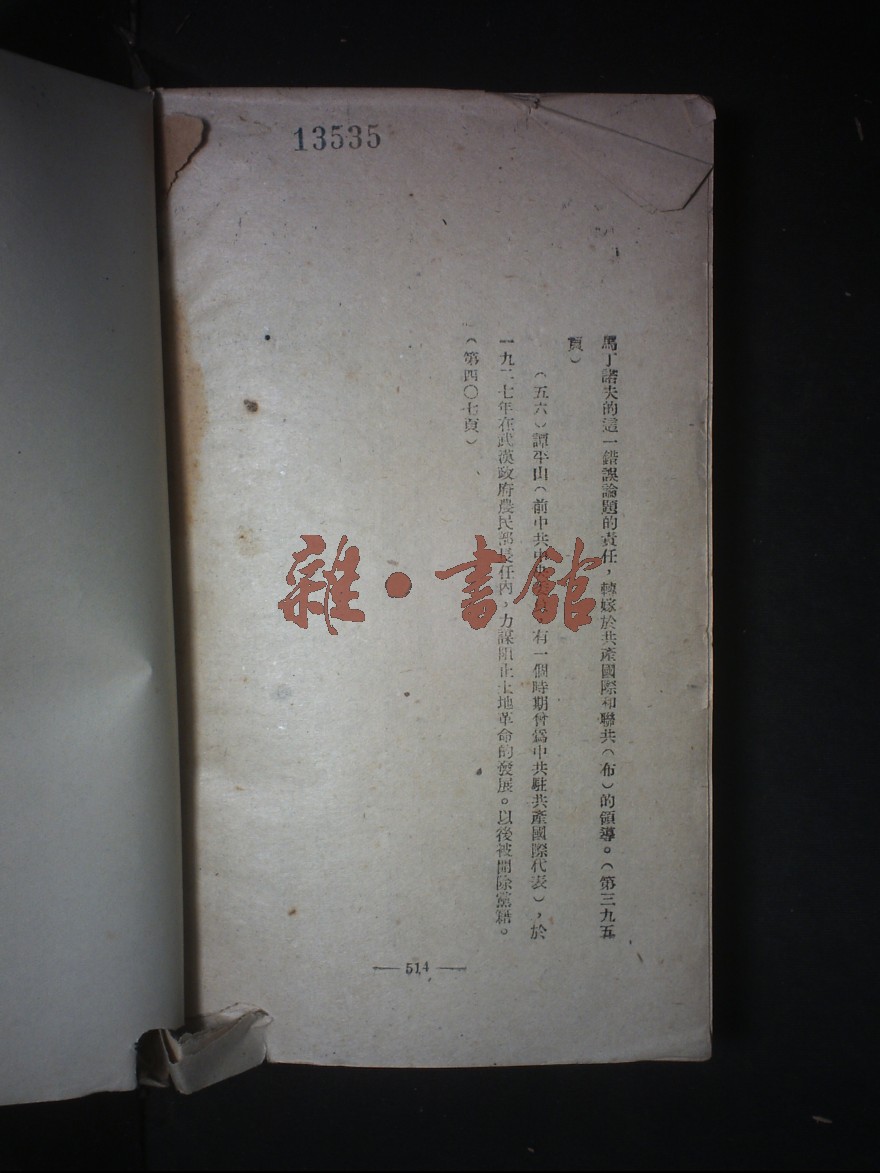 13535
馬丁諾夫的這一錯誤論題的責任，轉嫁於共產國際和聯共（布）的領導。（第三九五
頁）
（五六）譚平山（前中共中 有一個時期曾爲中共駐共產國際代表），於
一九二七年在武漢政府農民部長任內，力謀阻止土地革命的發展。以後被開除黨籍。
（第四〇七頁）
雜·書館
— 514 —